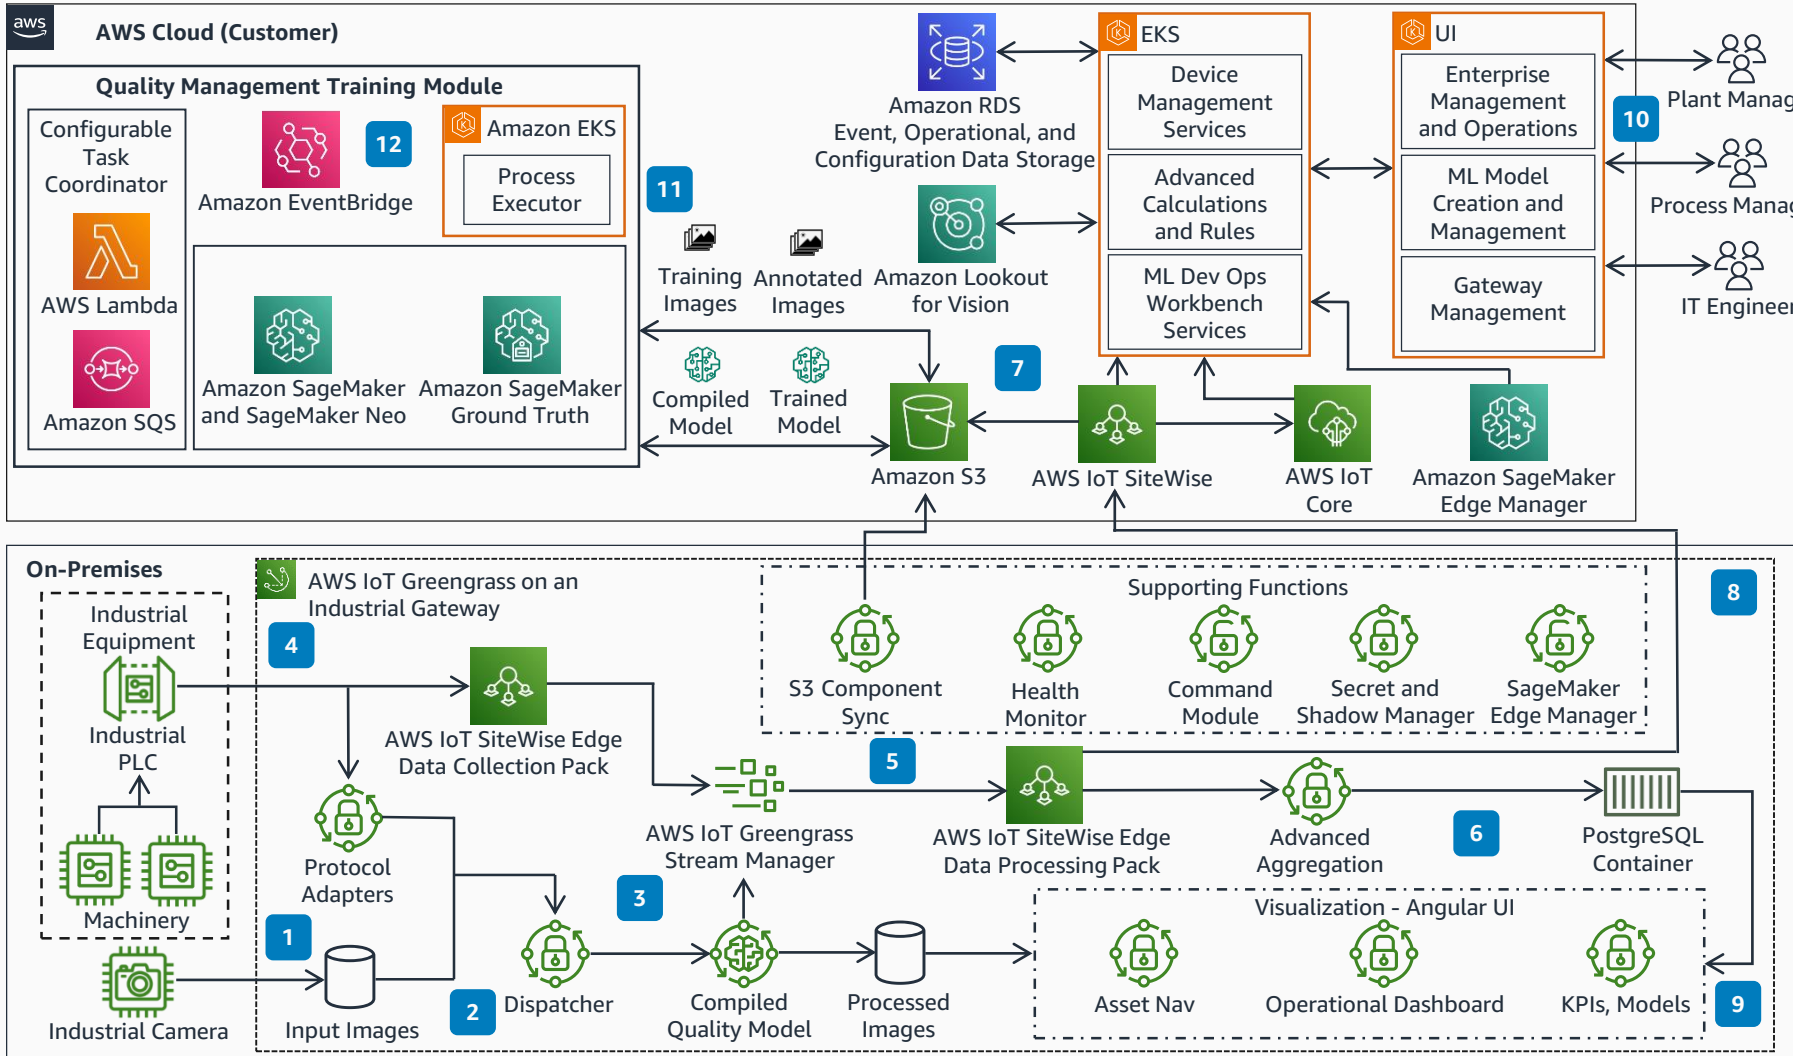 aws
AWS Cloud (Customer)
Quality Management Training Module
Configurable
Task
Coordinator
AWS Lambda
Amazon SQS
Amazon EventBridge
12
Amazon EKS
Process
Executor
Amazon SageMaker
and SageMaker Neo
Amazon SageMaker
Ground Truth
11
Training
Images
Annotated
Images
Compiled
Model
Trained
Model
Amazon RDS
Event, Operational, and
Configuration Data Storage
Amazon Lookout
for Vision
7
Amazon S3
EKS
Device
Management
Services
Advanced
Calculations
and Rules
ML Dev Ops
Workbench
Services
AWS IoT SiteWise
AWS IoT
Core
Amazon SageMaker
Edge Manager
UI
Enterprise
Management
and Operations
ML Model
Creation and
Management
Gateway
Management
10
Plant Manag
Process Manag
IT Engineer
On-Premises
Industrial
Equipment
Industrial
PLC
Machinery
Industrial Camera
AWS IoT Greengrass on an
Industrial Gateway
4
AWS IoT SiteWise Edge
Data Collection Pack
Protocol
Adapters
1
Input Images
2
Dispatcher
3
Compiled
Quality Model
Processed
Images
AWS IoT Greengrass
Stream Manager
5
AWS IoT SiteWise Edge
Data Processing Pack
Advanced
Aggregation
6
PostgreSQL
Container
Supporting Functions
8
S3 Component
Sync
Health
Monitor
Command
Module
Secret and
Shadow Manager
SageMaker
Edge Manager
Visualization - Angular UI
Asset Nav
Operational Dashboard
KPIs, Models
9